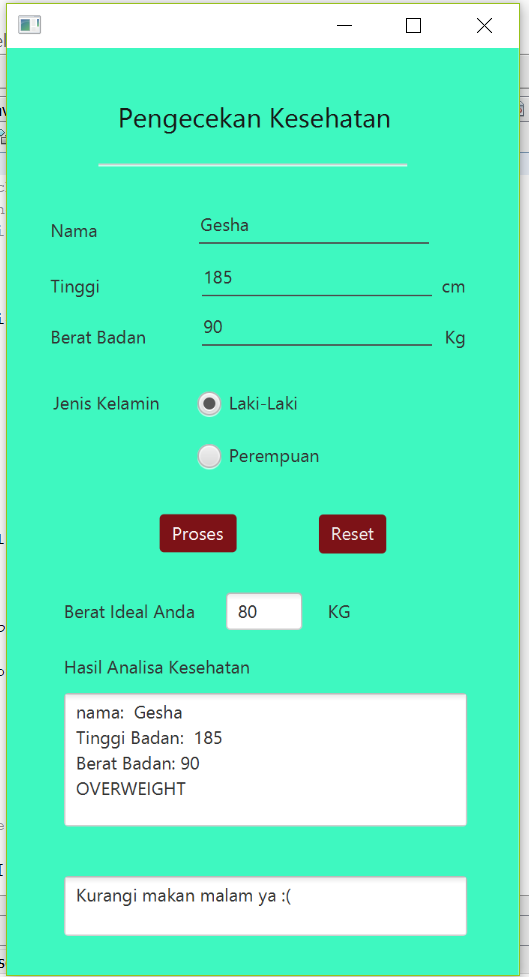 Pengecekan Kesehatan
Nama Gesha
Tinggi 185 cm
Berat Badan 90 Kg
Jenis Kelamin Laki-Laki
Perempuan
Proses Reset
Berat Ideal Anda 80 KG
Hasil Analisa Kesehatan
nama:  Gesha
Tinggi Badan:  185
Berat Badan: 90
OVERWEIGHT
Kurangi makan malam ya :(